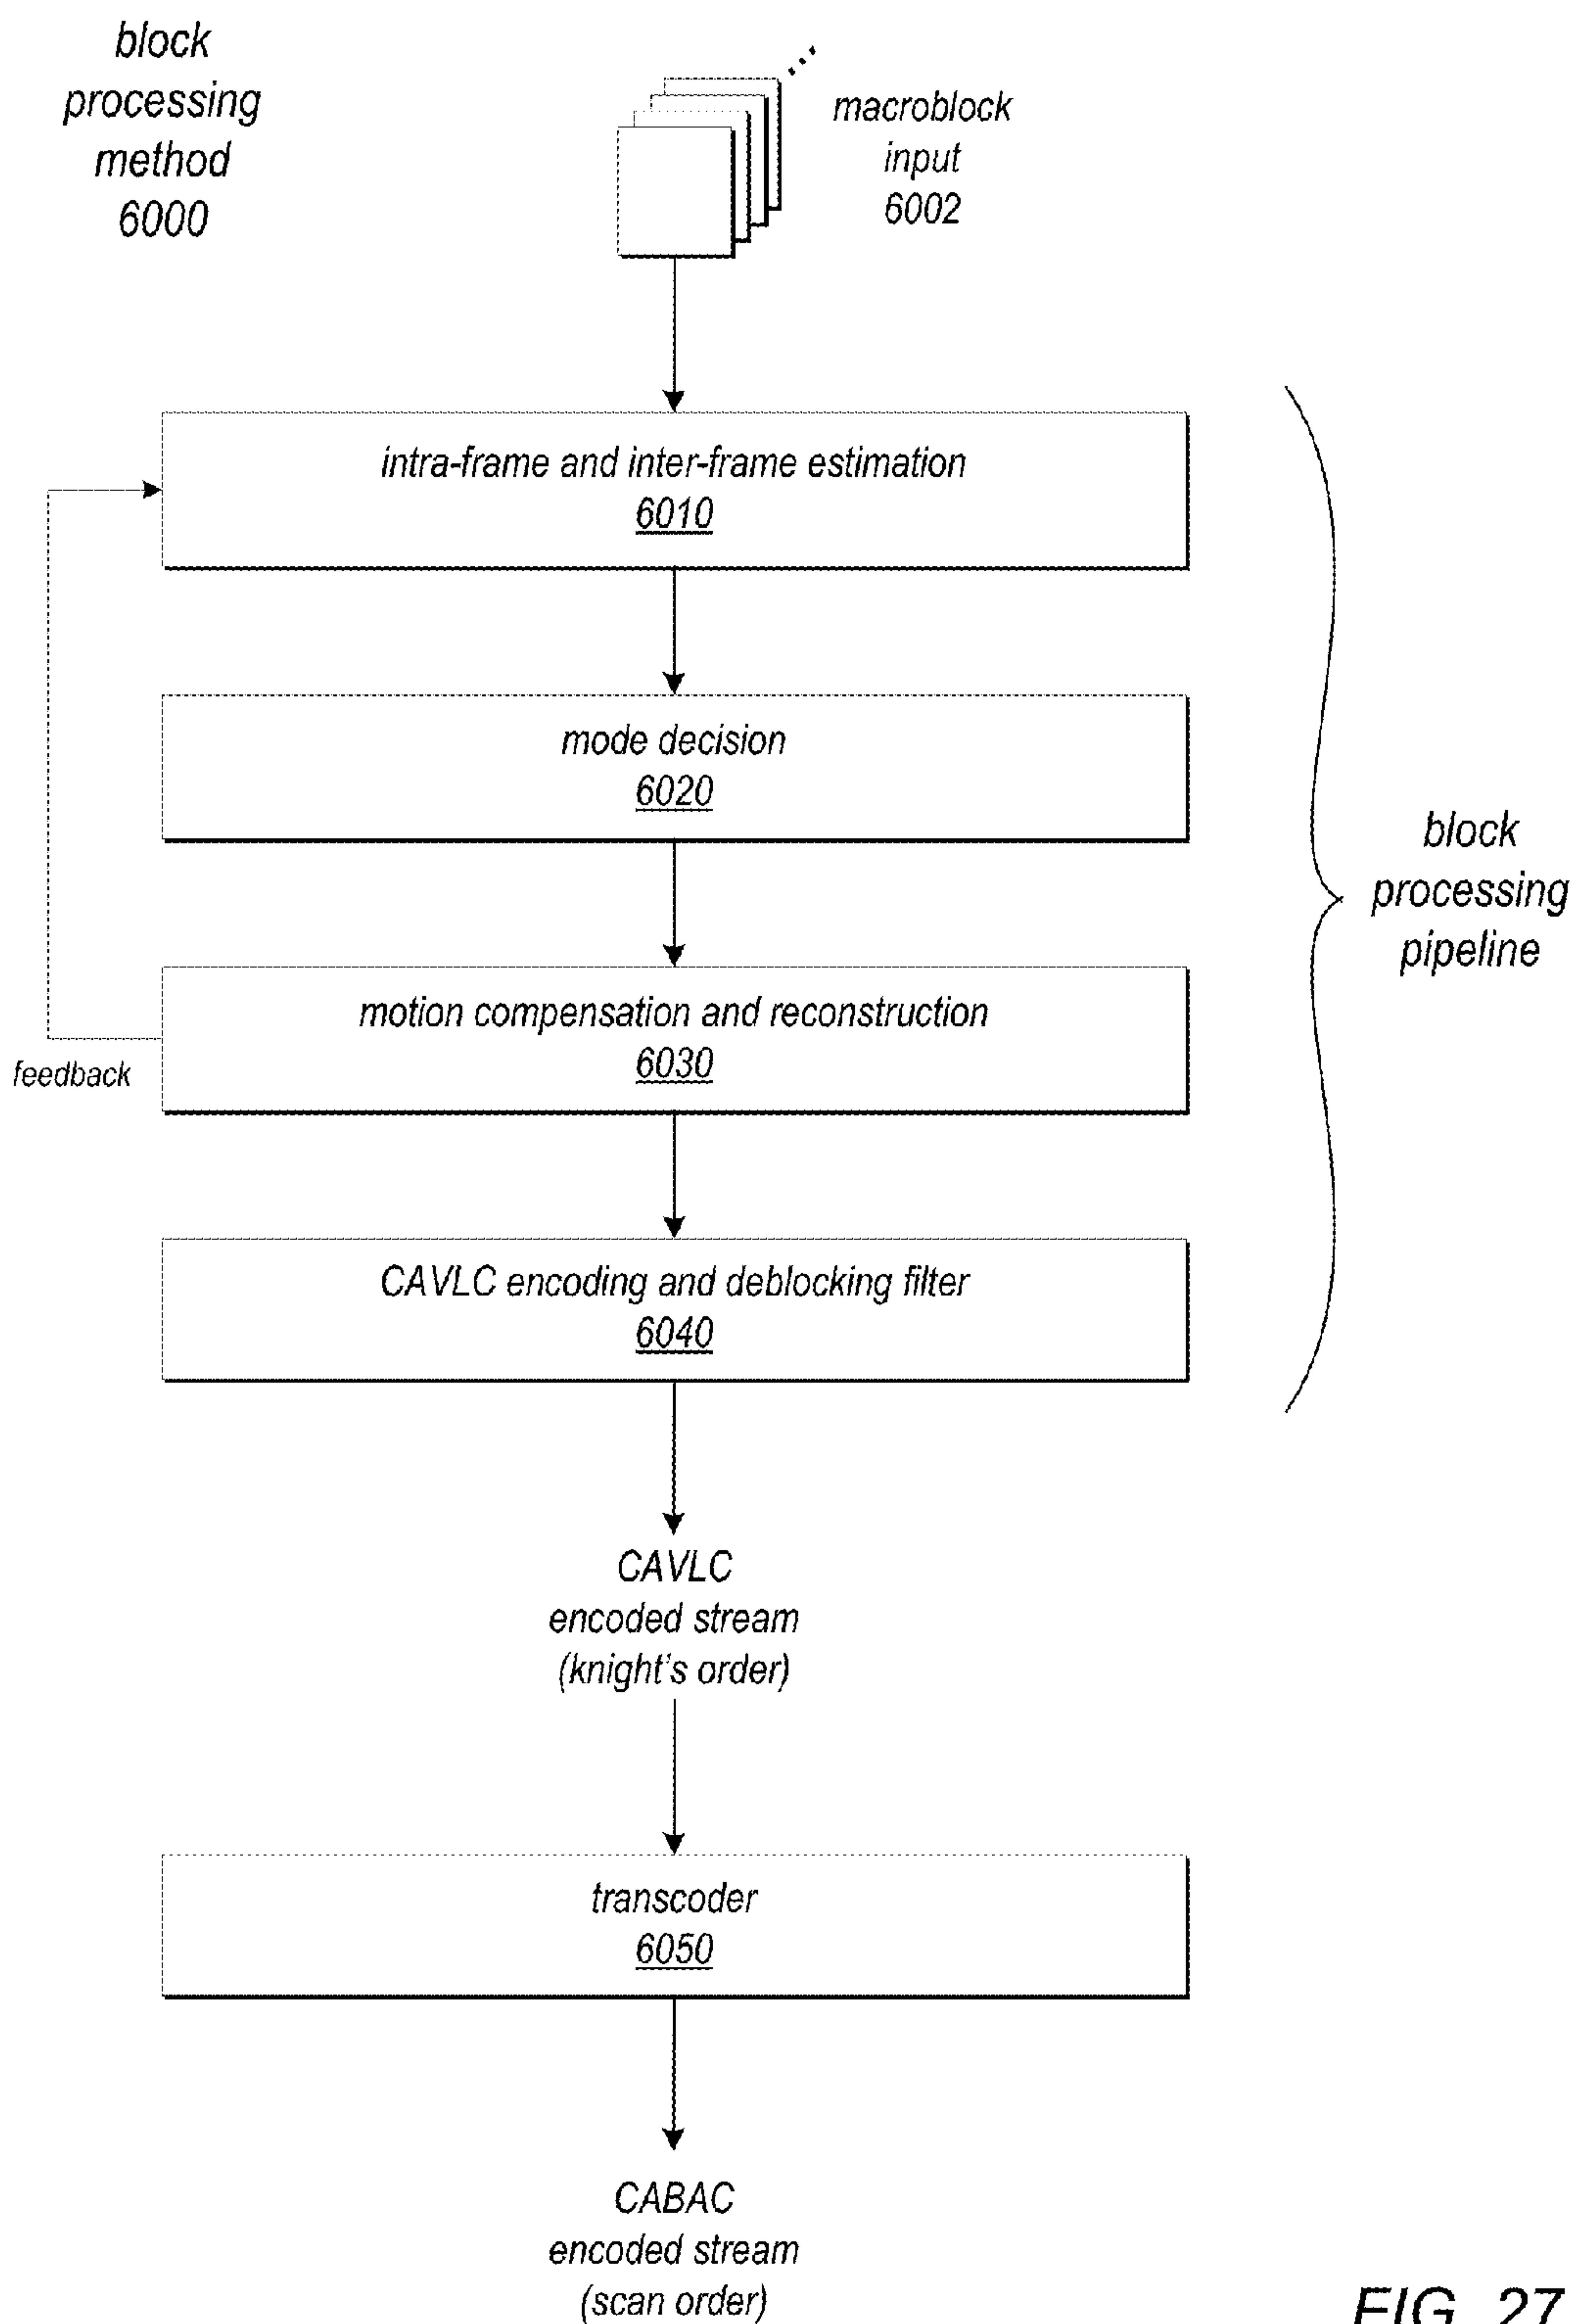 block
processing
method
6000
macroblock
input
6002
intra-frame and inter-frame estimation
6010
mode decision
6020
motion compensation and reconstruction
6030
feedback
CAVLC encoding and deblocking filter
6040
block
processing
pipeline
CAVLC
encoded stream
(knight's order)
transcoder
6050
CABAC
encoded stream
(scan order)
FIG. 27